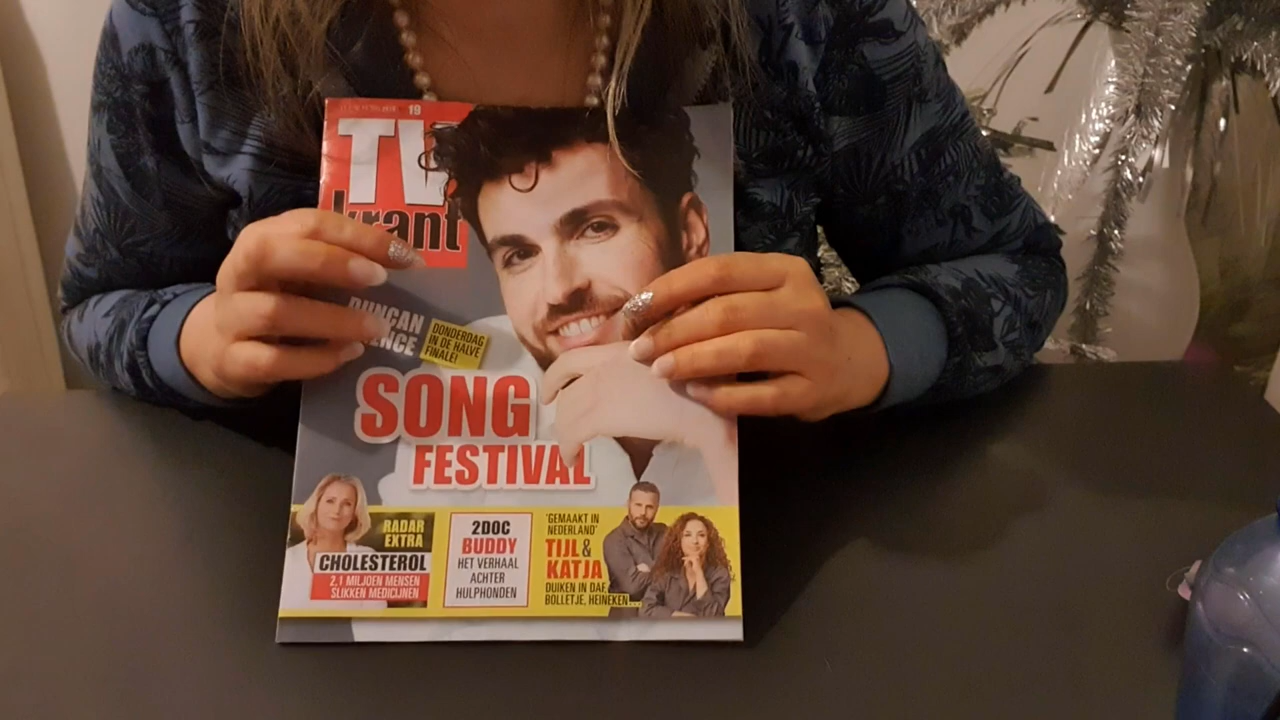 19
TV
krant
DUNCAN
DONDERDAG
IN DE HALVE
FINALE!
SONG
FESTIVAL
RADAR
EXTRA
CHOLESTEROL
2,1 MILJOEN MENSEN
SLIKKEN MEDICIJNEN
2DOC
BUDDY
HET VERHAAL
ACHTER
HULPHONDEN
'GEMAAKT IN
NEDERLAND'
TIJL &
KATJA
DUIKEN IN DAF,
BOLLETJE, HEINEKEN...